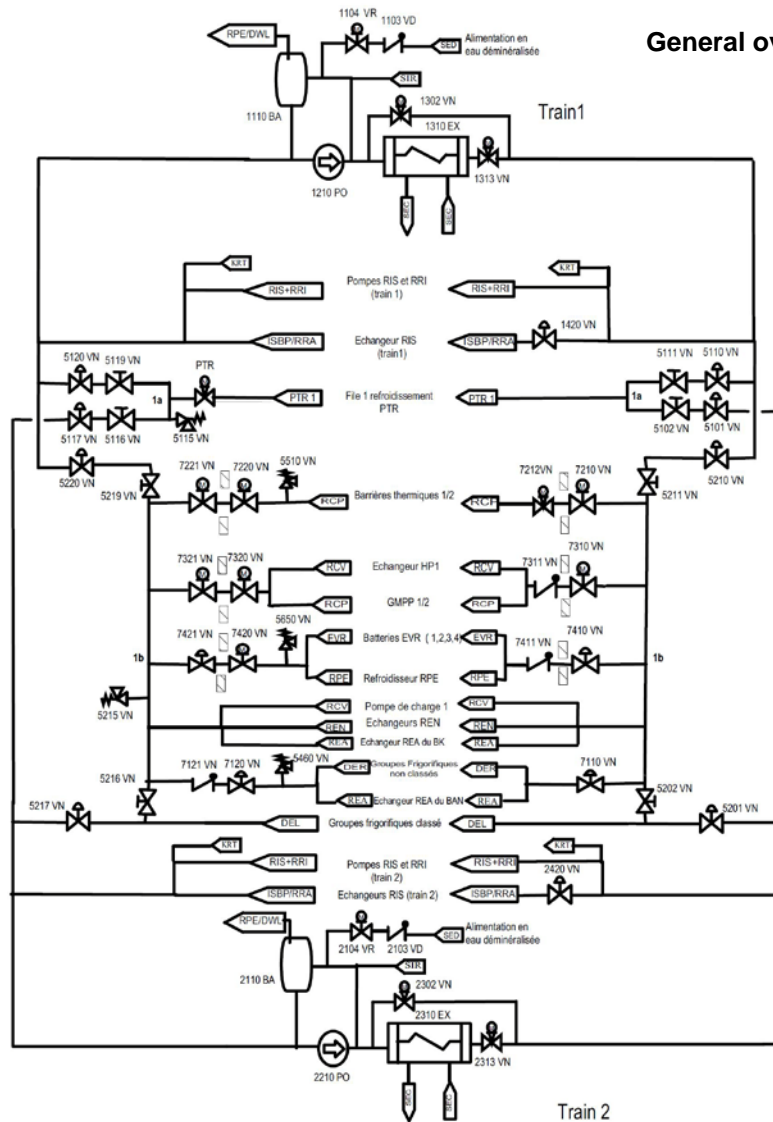 General ov
1104 VR
1103 VD
RPE/DWL
SED
Alimentation en
eau déminéralisée
SIR
1110 BA
1302 VN
1310 EX
Train1
1210 PO
1313 VN
SEC
SEC
KRT
KRT
RIS+RRI
Pompes RIS et RRI
(train 1)
RIS+RRI
ISBP/RRA
Echangeur RIS
(train1)
ISBP/RRA
1420 VN
5120 VN
5119 VN
PTR
5111 VN
5110 VN
1a
PTR 1
File 1 refroidissement
PTR
PTR 1
1a
5117 VN
5116 VN
5115 VN
5102 VN
5101 VN
5220 VN
5210 VN
5219 VN
7221 VN
7220 VN
5510 VN
7212VN
7210 VN
5211 VN
RCP
Barrières thermiques 1/2
7321 VN
7320 VN
7311 VN
7310 VN
RCV
Echangeur HP1
RCV
RCP
GMPP 1/2
RCP
5650 VN
7421 VN
7420 VN
7411 VN
7410 VN
EVR
Batteries EVR ( 1,2,3,4)
EVR
1b
1b
RPE
Refroidisseur RPE
RPE
5215 VN
RCV
Pompe de charge 1
RCV
REN
Echangeurs REN
REN
REA
Echangeur REA du BK
REA
5216 VN
7121 VN
7120 VN
5460 VN
DER
Groupes Frigorifiques
non classés
DER
7110 VN
5202 VN
REA
Echangeur REA du BAN
REA
5217 VN
5201 VN
DEL
Groupes frigorifiques classé
DEL
KRT
KRT
RIS+RRI
Pompes RIS et RRI
(train 2)
RIS+RRI
2420 VN
ISBP/RRA
Echangeurs RIS (train 2)
ISBP/RRA
RPE/DWL
2104 VR
2103 VD
SED
Alimentation en
eau déminéralisée
SIR
2110 BA
2302 VN
2310 EX
2210 PO
2313 VN
SEC
SEC
Train 2